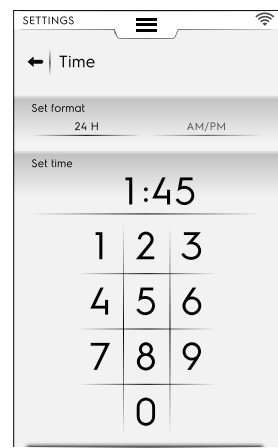 SETTINGS
Time
Set format
24 H AM/PM
Set time
1:45
1 2 3
4 5 6
7 8 9
0